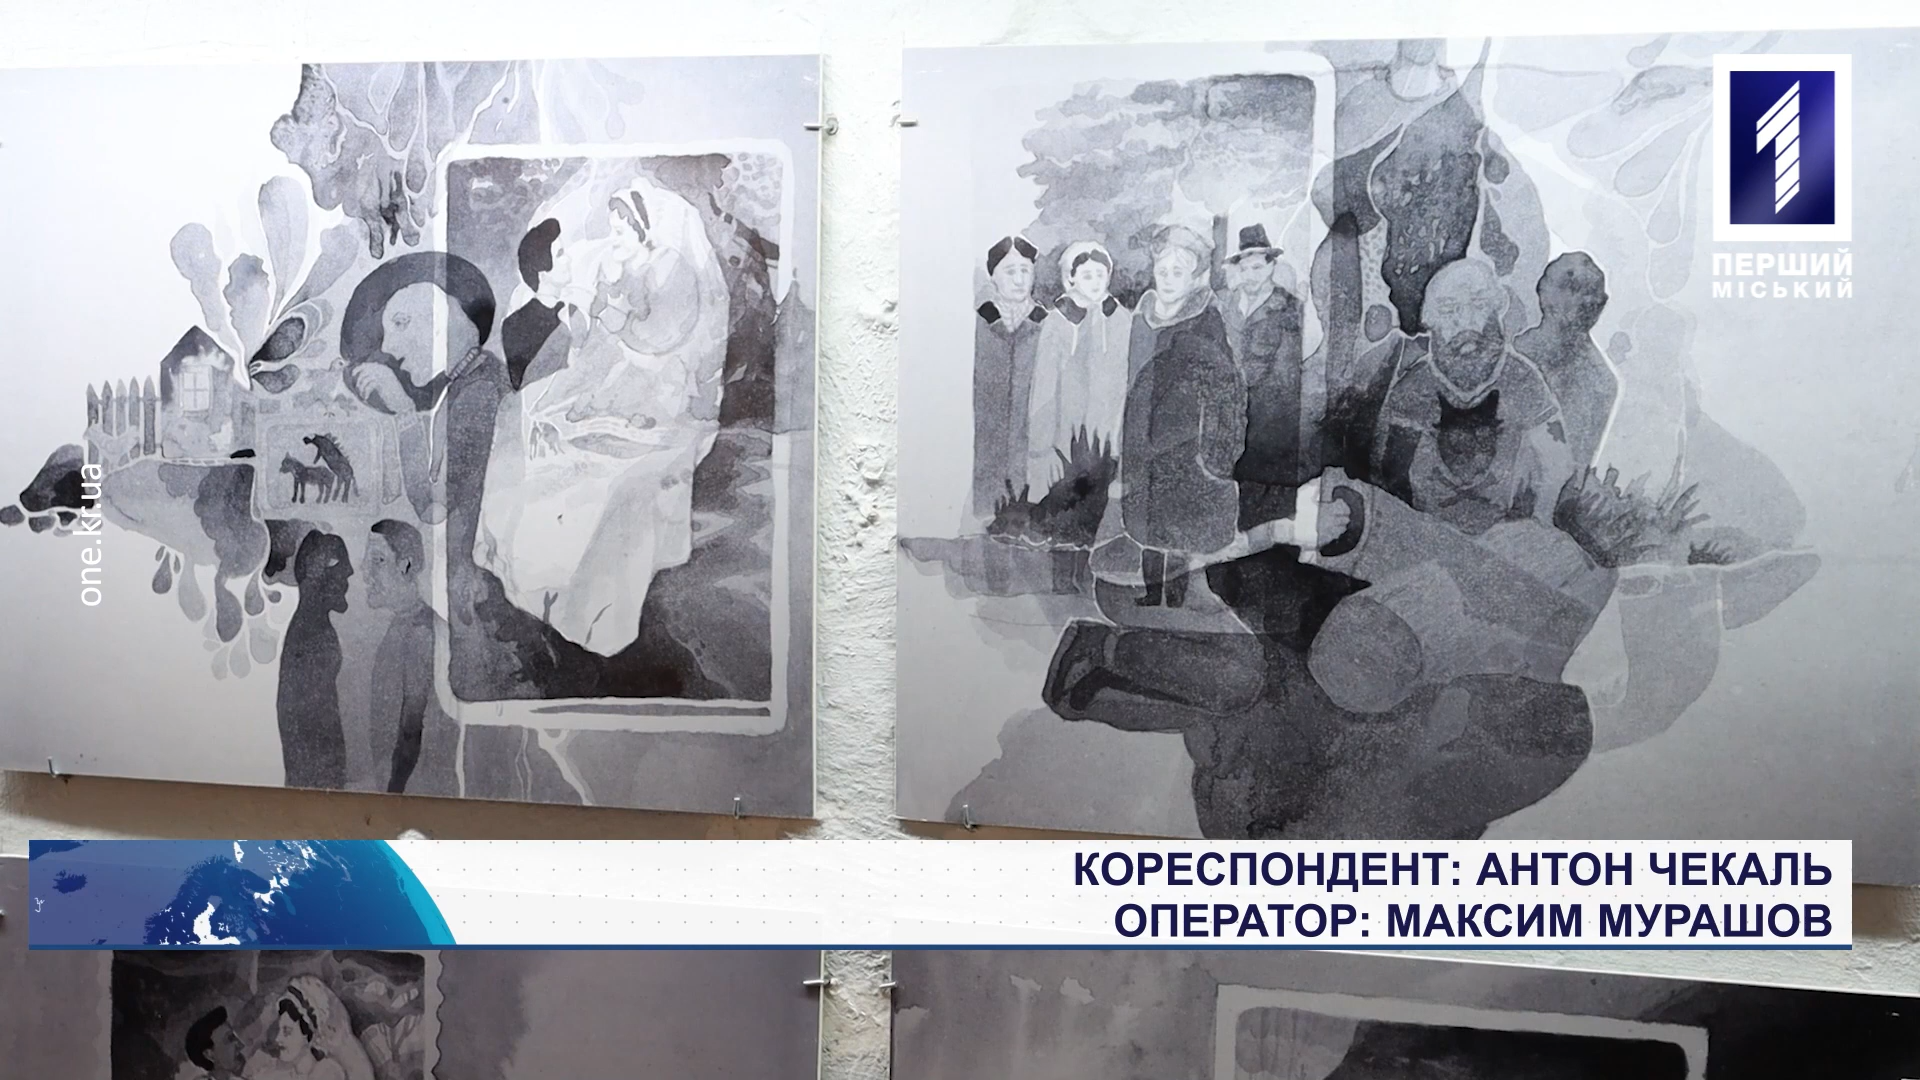 ПЕРШИЙ
МІСЬКИЙ
one.kr.ua
КОРЕСПОНДЕНТ: АНТОН ЧЕКАЛЬ
ОПЕРАТОР: МАКСИМ МУРАШОВ